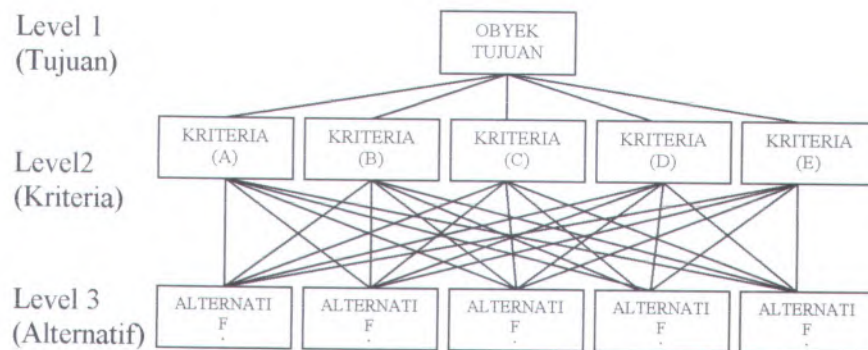 Level 1
(Tujuan)
OBYEK
TUJUAN
Level2
(Kriteria)
KRITERIA
(A)
KRITERIA
(B)
KRITERIA
(C)
KRITERIA
(D)
KRITERIA
(E)
Level 3
(Alternatif)
ALTERNATI
F
.
ALTERNATI
F
.
ALTERNATI
F
.
ALTERNATI
F
.
ALTERNATI
F
.